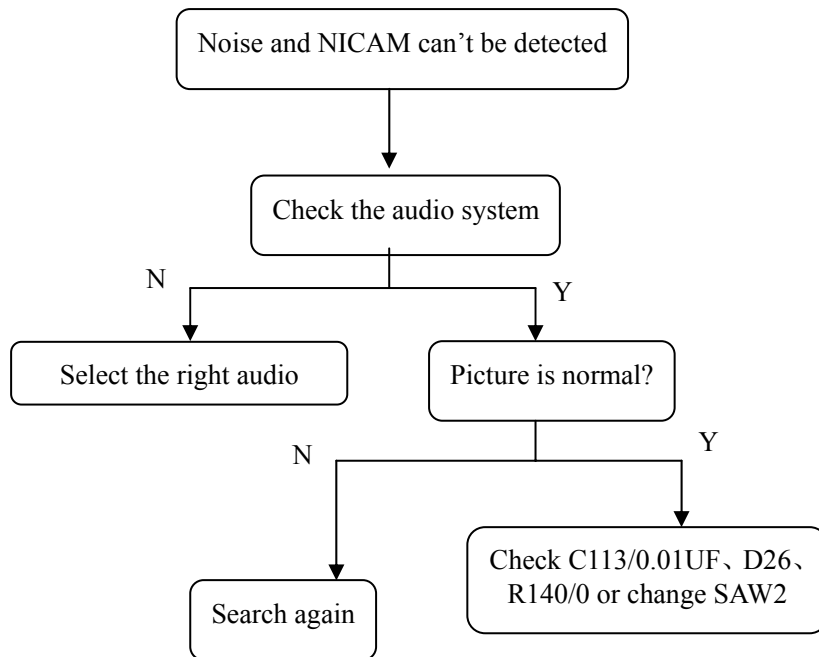 Noise and NICAM can’t be detected
Check the audio system
N
Y
Select the right audio
Picture is normal?
N
Y
Check C113/0.01UF、D26、
R140/0 or change SAW2
Search again